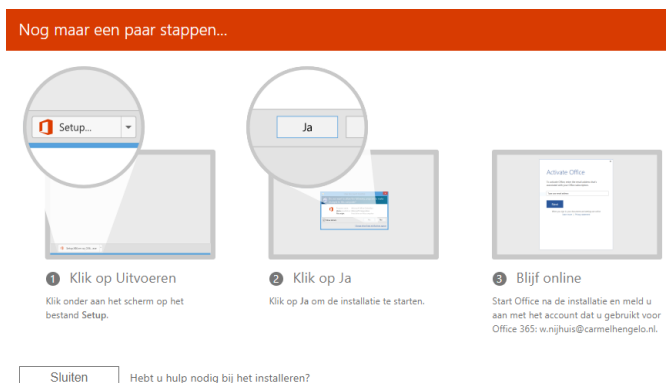 Nog maar een paar stappen...
Setup...
Ja
Activate Office
1 Klik op Uitvoeren
Klik onder aan het scherm op het
bestand Setup.
2 Klik op Ja
Klik op Ja om de installatie te starten.
3 Blijf online
Start Office na de installatie en meld u
aan met het account dat u gebruikt voor
Office 365: w.nijhuis@carmelhengelo.nl.
Sluiten
Hebt u hulp nodig bij het installeren?